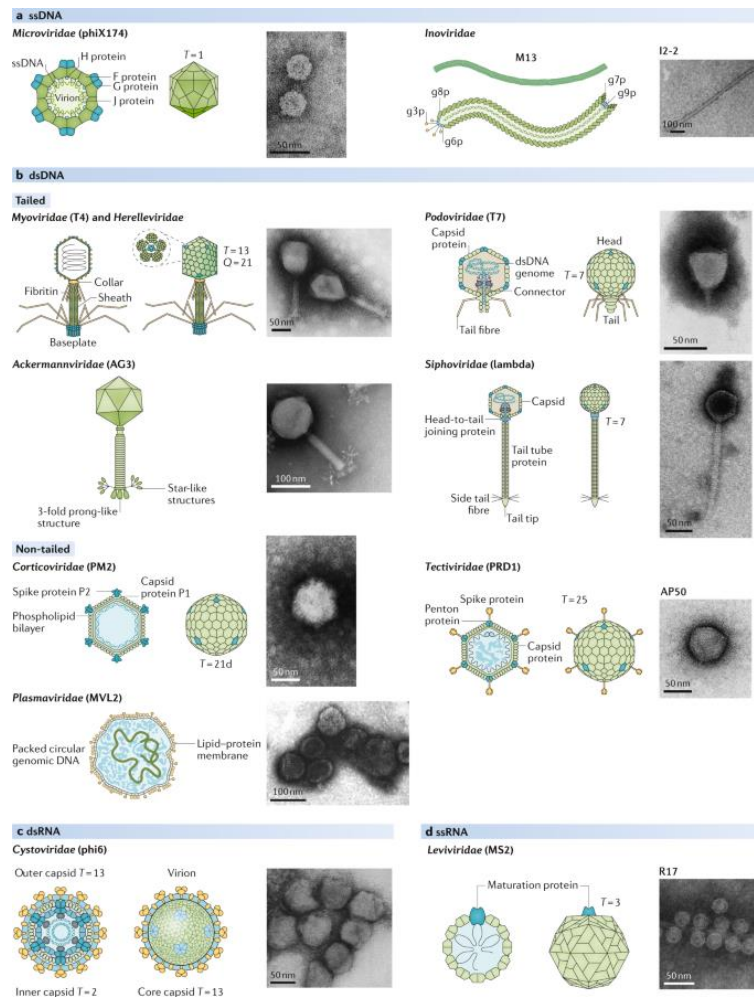 a ssDNA
Microviridae (phiX174)
ssDNA
H protein
F protein
G protein
J protein
Virion
T = 1
50 nm
Inoviridae
M13
g7p
g9p
g8p
g3p
g6p
I2-2
100 nm
b dsDNA
Tailed
Myoviridae (T4) and Herelleviridae
T = 13
Q = 21
Collar
Fibritin
Sheath
Baseplate
50 nm
Podoviridae (T7)
Capsid
protein
Head
dsDNA
genome
T = 7
Connector
Tail fibre
Tail
50 nm
Ackermannviridae (AG3)
Star-like
structures
3-fold prong-like
structure
100 nm
Siphoviridae (lambda)
Capsid
Head-to-tail
joining protein
T = 7
Tail tube
protein
Side tail
fibre
Tail tip
50 nm
Non-tailed
Corticoviridae (PM2)
Spike protein P2
Capsid
protein P1
Phospholipid
bilayer
T = 21d
50 nm
Tectiviridae (PRD1)
Spike protein
Penton
protein
T = 25
Capsid
protein
AP50
50 nm
Plasmaviridae (MVL2)
Packed circular
genomic DNA
Lipid–protein
membrane
100 nm
c dsRNA
Cystoviridae (phi6)
Outer capsid T = 13
Virion
Inner capsid T = 2
Core capsid T = 13
50 nm
d ssRNA
Leviviridae (MS2)
Maturation protein
T = 3
R17
50 nm